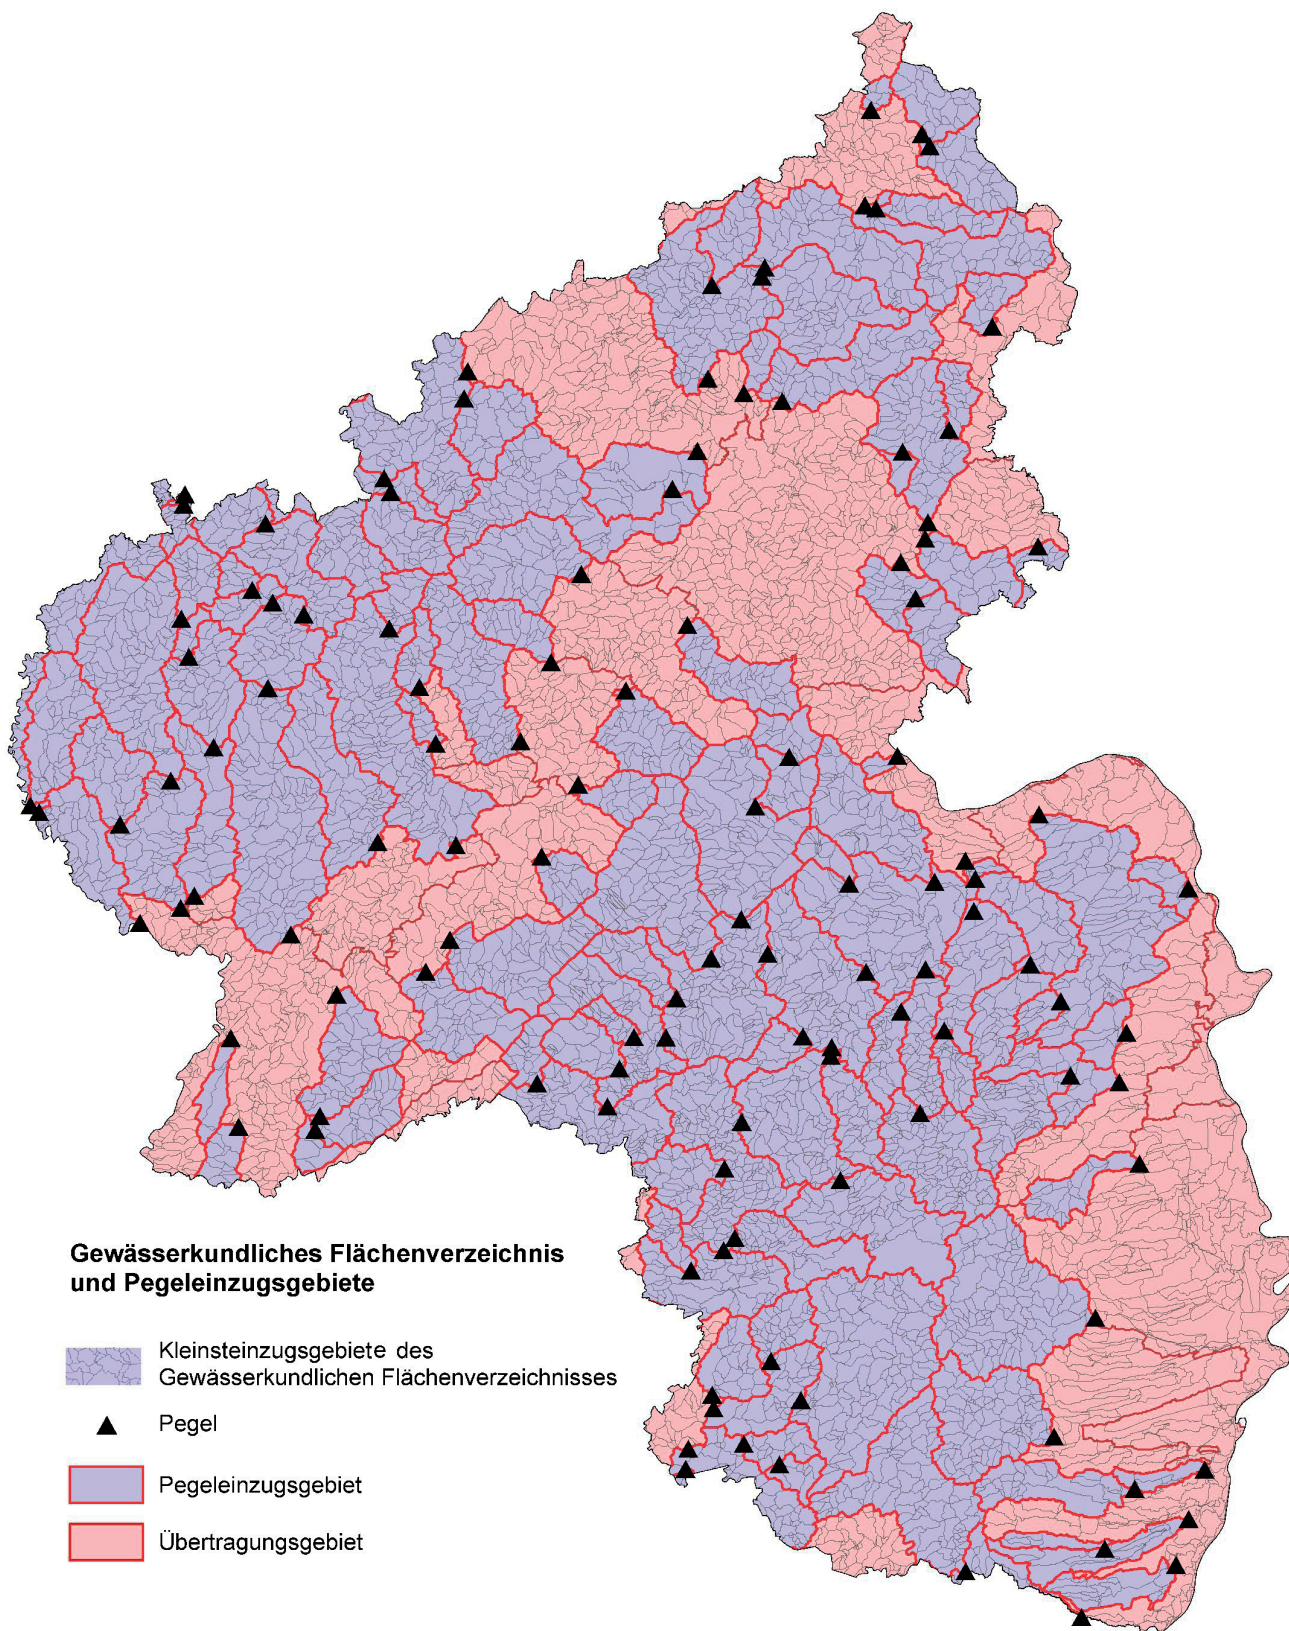 Gewässerkundliches Flächenverzeichnis
und Pegeleinzugsgebiete
Kleinsteinzugsgebiete des
Gewässerkundlichen Flächenverzeichnisses
Pegel
Pegeleinzugsgebiet
Übertragungsgebiet